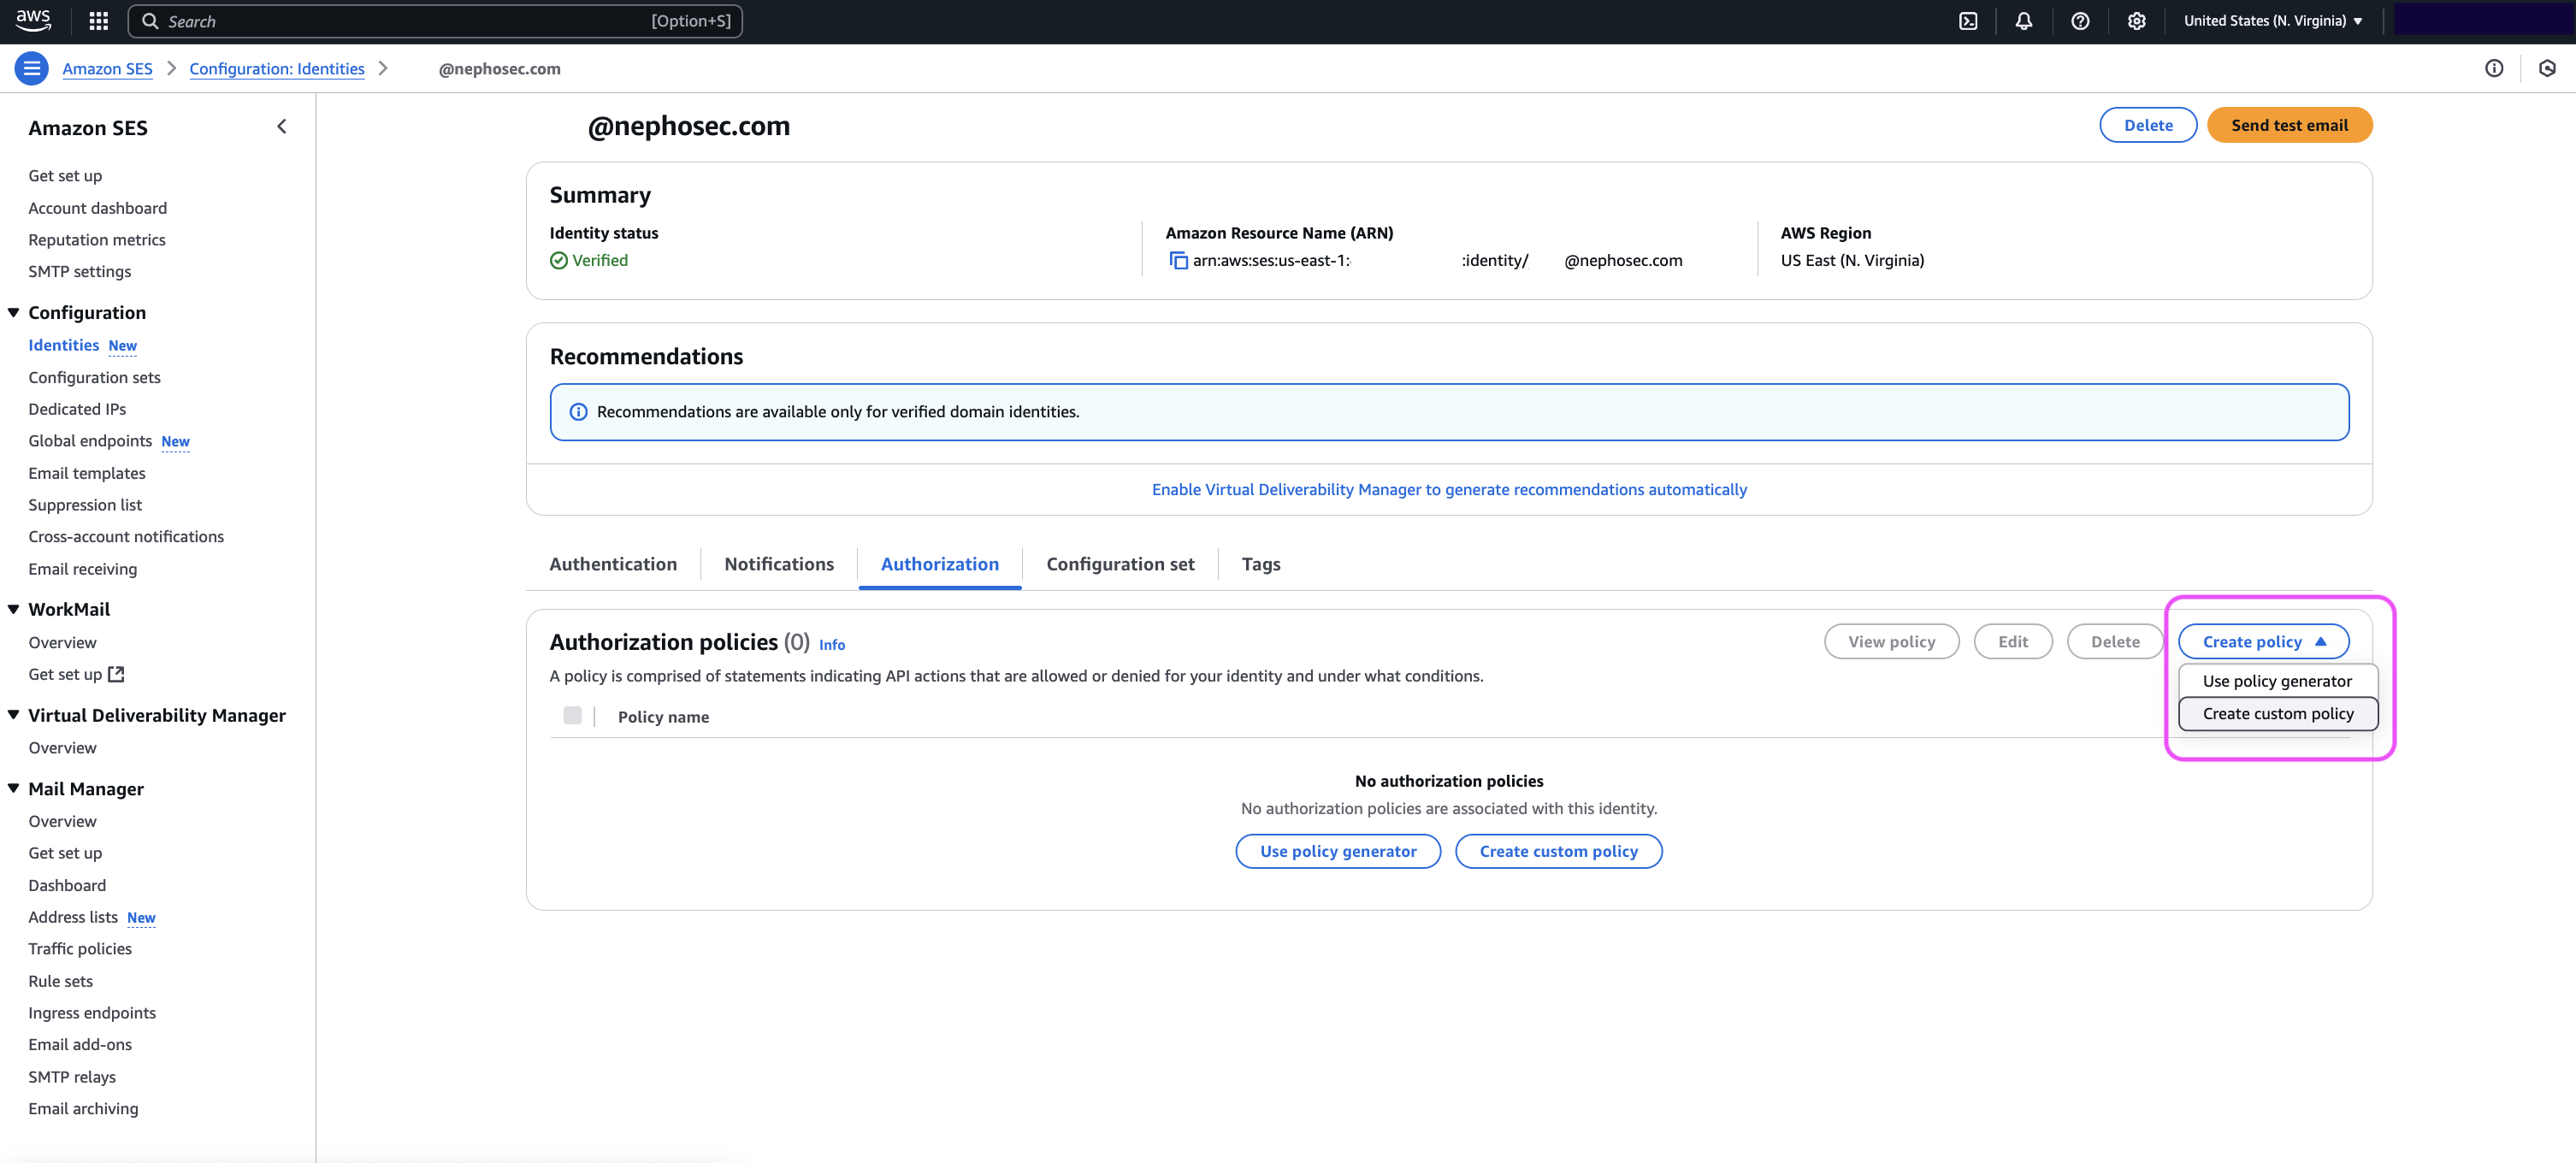 aws
Search
[Option+S]
United States (N. Virginia)
Amazon SES
Configuration: Identities
@nephosec.com
Amazon SES
Get set up
Account dashboard
Reputation metrics
SMTP settings
Configuration
Identities New
Configuration sets
Dedicated IPs
Global endpoints New
Email templates
Suppression list
Cross-account notifications
Email receiving
WorkMail
Overview
Get set up
Virtual Deliverability Manager
Overview
Mail Manager
Overview
Get set up
Dashboard
Address lists New
Traffic policies
Rule sets
Ingress endpoints
Email add-ons
SMTP relays
Email archiving
@nephosec.com
Delete
Send test email
Summary
Identity status
Verified
Amazon Resource Name (ARN)
arn:aws:ses:us-east-1: :identity/ @nephosec.com
AWS Region
US East (N. Virginia)
Recommendations
Recommendations are available only for verified domain identities.
Enable Virtual Deliverability Manager to generate recommendations automatically
Authentication
Notifications
Authorization
Configuration set
Tags
Authorization policies (0) Info
View policy
Edit
Delete
Create policy
Use policy generator
Create custom policy
A policy is comprised of statements indicating API actions that are allowed or denied for your identity and under what conditions.
Policy name
No authorization policies
No authorization policies are associated with this identity.
Use policy generator
Create custom policy